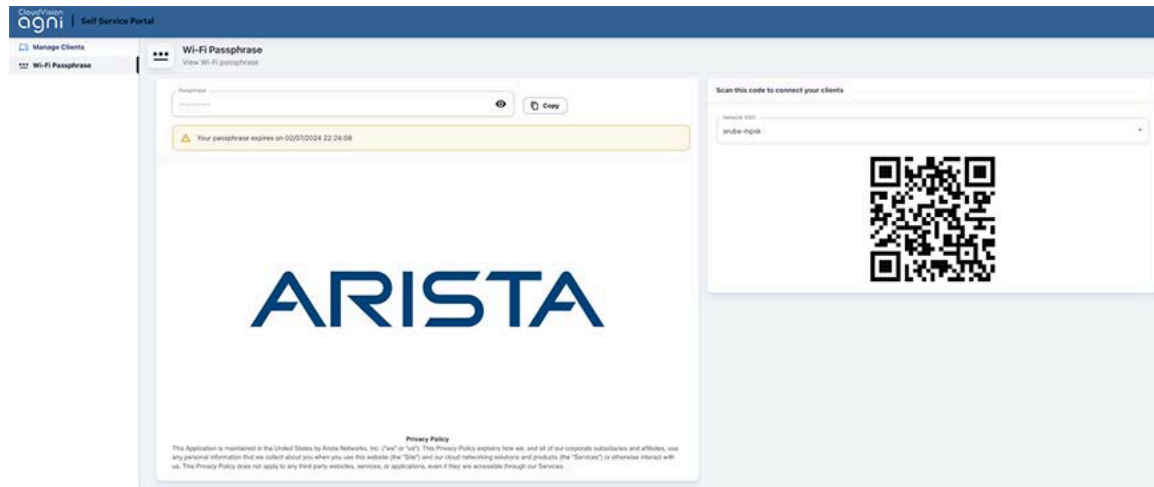 CloudVision
agni | Self Service Portal
Manage Clients
Wi-Fi Passphrase
Wi-Fi Passphrase
View Wi-Fi passphrase
Passphrase
..........
Copy
Your passphrase expires on 02/07/2024 22:24:08
Scan this code to connect your clients
Network SSID
aruba-mpsk
ARISTA
Privacy Policy
This Application is maintained in the United States by Arista Networks, Inc. ("we" or "us"). This Privacy Policy explains how we, and all of our corporate subsidiaries and affiliates, use
any personal information that we collect about you when you use this website (the "Site") and our cloud networking solutions and products (the "Services") or otherwise interact with
us. This Privacy Policy does not apply to any third party websites, services, or applications, even if they are accessible through our Services.